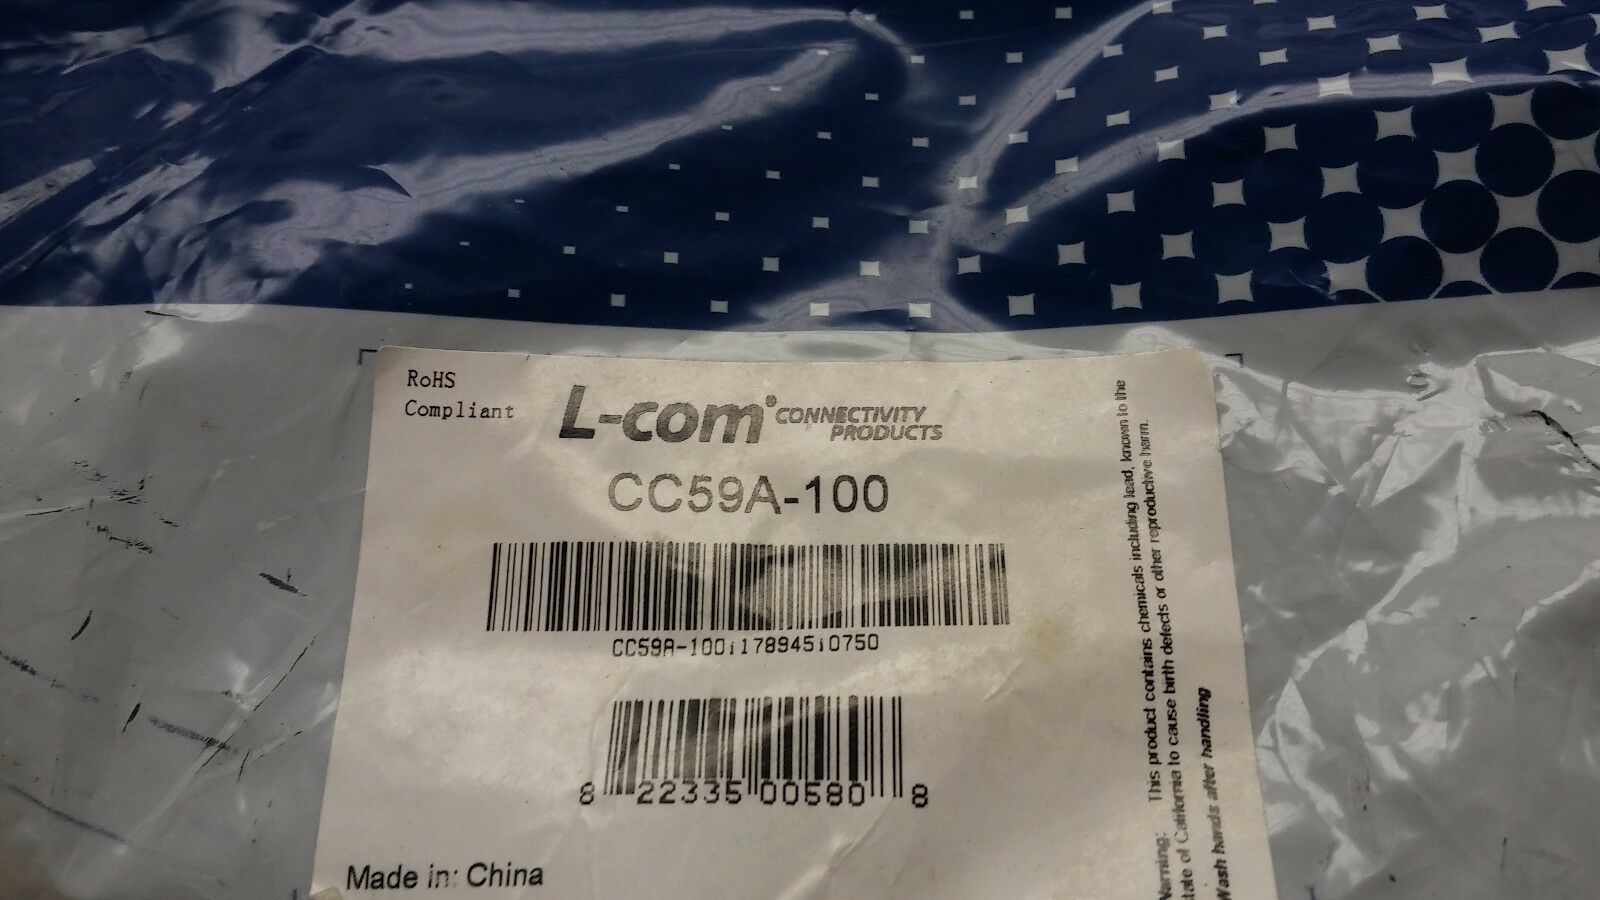 RoHS
Compliant
L-com® CONNECTIVITY
PRODUCTS
CC59A-100
CC59A-100¡178945¡0750
8 22335 00580 8
Made in: China
Warning: This product contains chemicals including lead, known to the
state of California to cause birth defects or other reproductive harm.
Wash hands after handling